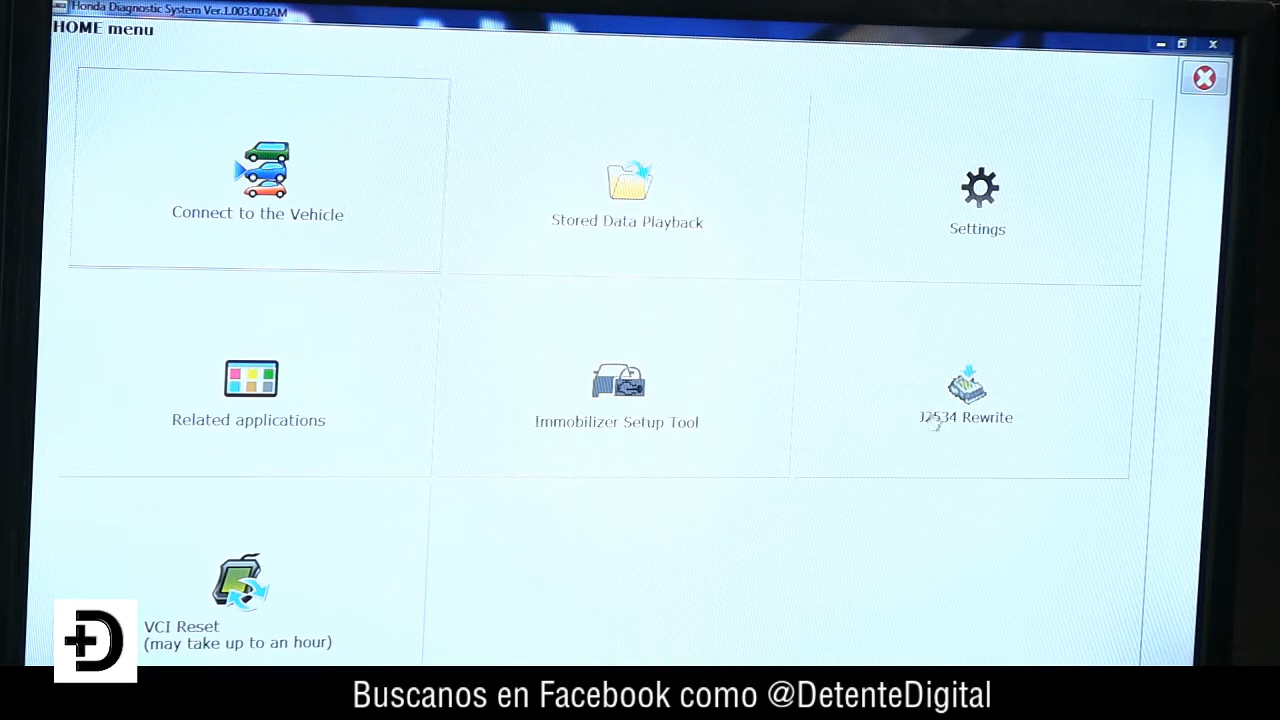 Honda Diagnostic System Ver.1.003.003AM
HOME menu
Connect to the Vehicle
Stored Data Playback
Settings
Related applications
Immobilizer Setup Tool
J2534 Rewrite
VCI Reset
(may take up to an hour)
+D
Buscanos en Facebook como @DetenteDigital